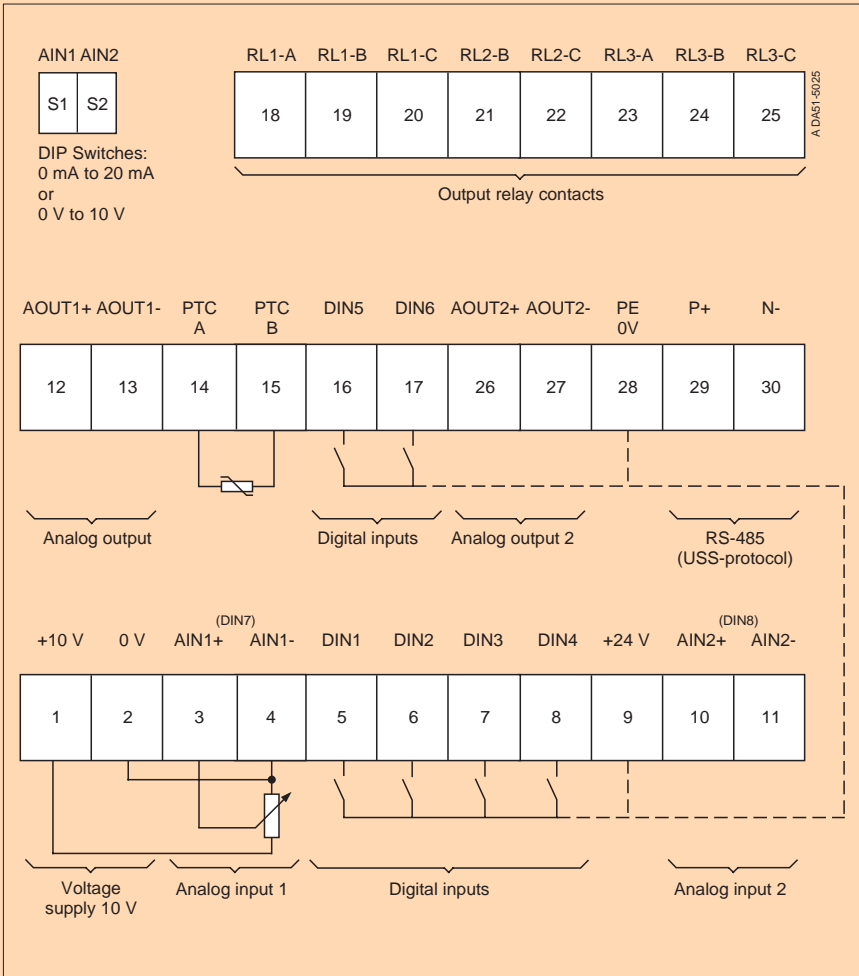 AIN1 AIN2
S1 S2
DIP Switches:
0 mA to 20 mA
or
0 V to 10 V
RL1-A RL1-B RL1-C RL2-B RL2-C RL3-A RL3-B RL3-C
18 19 20 21 22 23 24 25
A DA51-5025
Output relay contacts
AOUT1+ AOUT1- PTC A PTC B DIN5 DIN6 AOUT2+ AOUT2- PE 0V P+ N-
12 13 14 15 16 17 26 27 28 29 30
Analog output Digital inputs Analog output 2 RS-485
(USS-protocol)
(DIN7) (DIN8)
+10 V 0 V AIN1+ AIN1- DIN1 DIN2 DIN3 DIN4 +24 V AIN2+ AIN2-
1 2 3 4 5 6 7 8 9 10 11
Voltage
supply 10 V
Analog input 1 Digital inputs Analog input 2